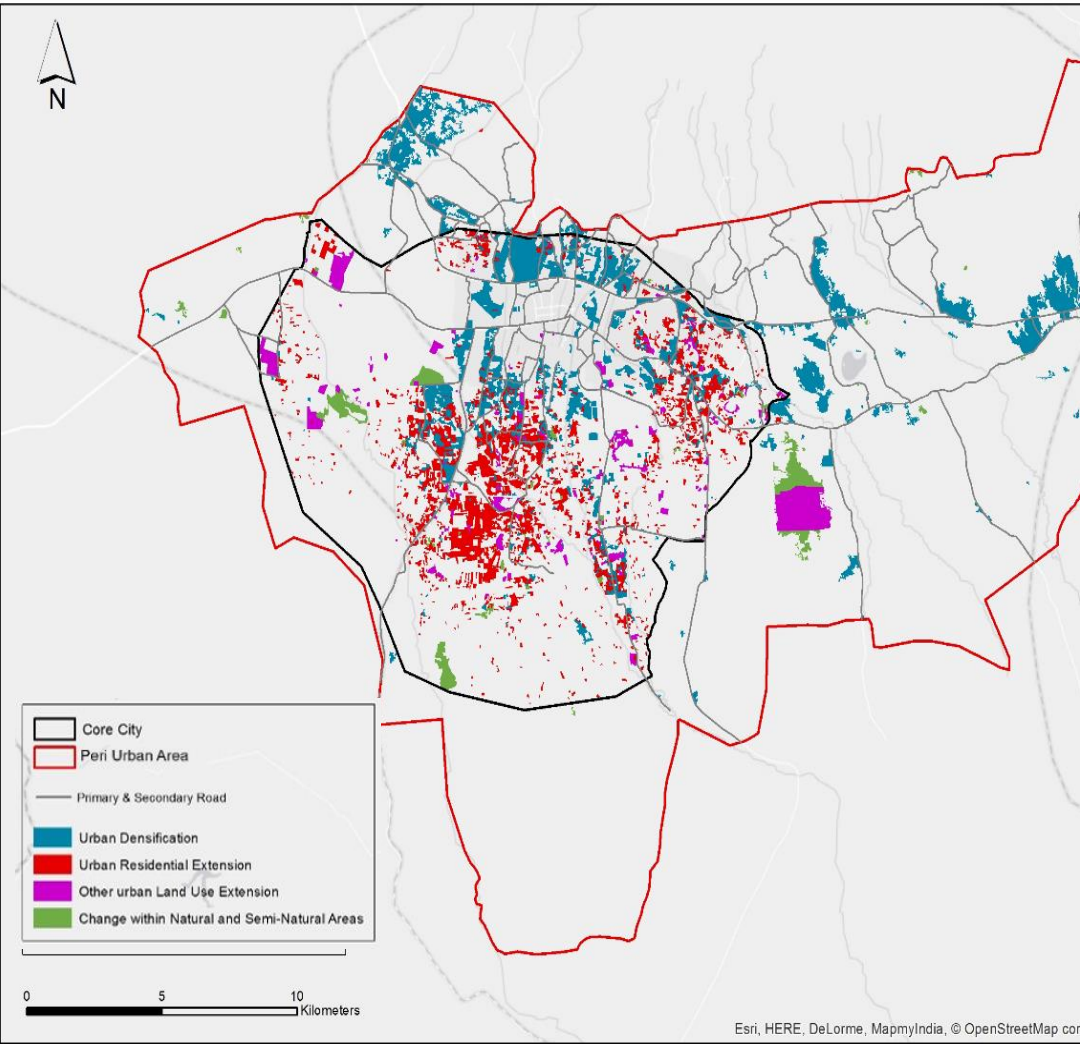 N
Core City
Peri Urban Area
Primary & Secondary Road
Urban Densification
Urban Residential Extension
Other urban Land Use Extension
Change within Natural and Semi-Natural Areas
0 5 10
Kilometers
Esri, HERE, DeLorme, MapmyIndia, © OpenStreetMap con